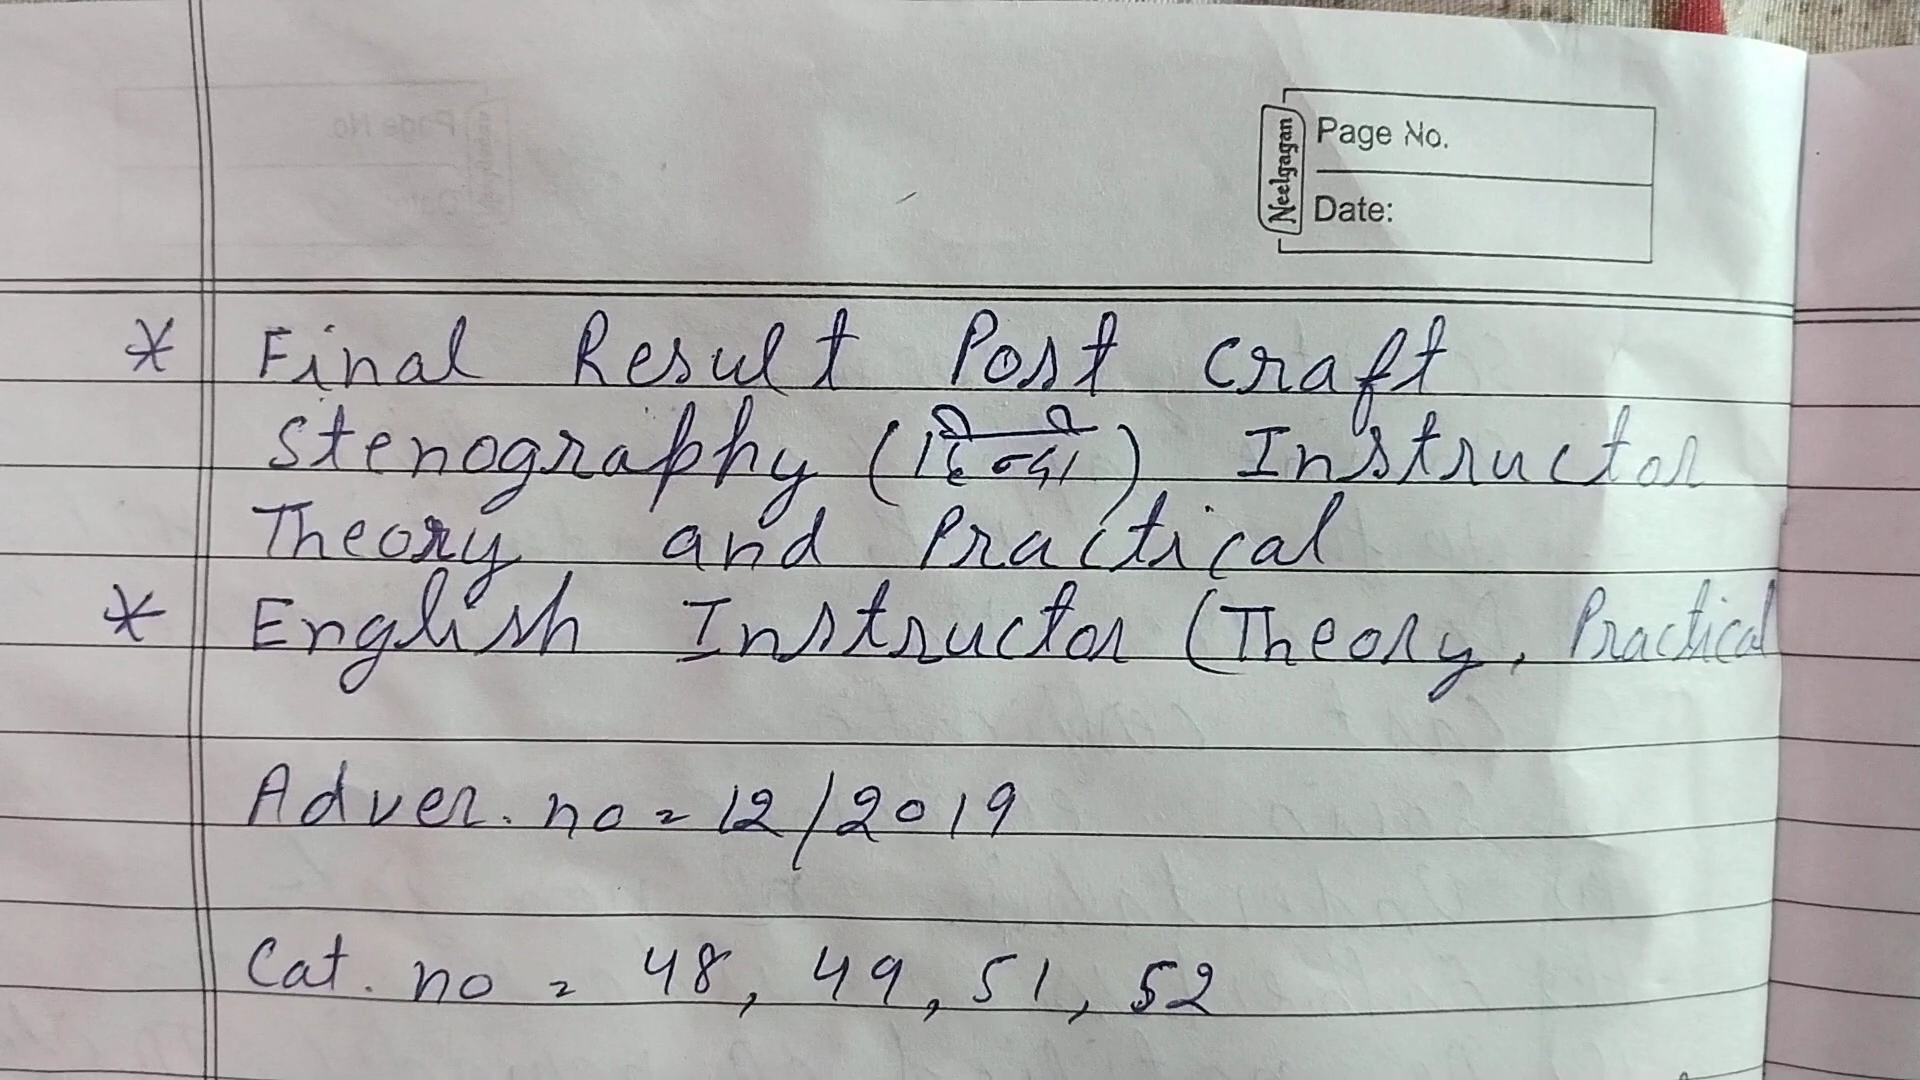 Neelgagan
Page No.
Date:
* Final Result Post Craft
Stenography (हिन्दी) Instructor
Theory and Practical
* English Instructor (Theory, Practical
Adver. no = 12/2019
Cat. no = 48, 49, 51, 52